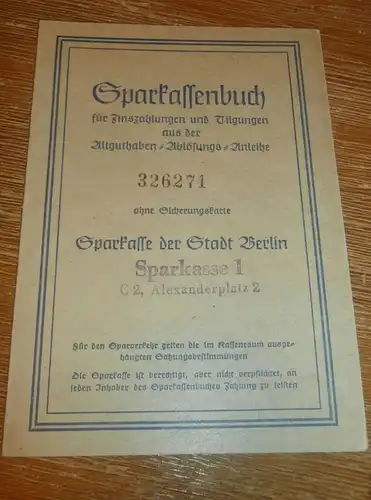 Sparkassenbuch
für Zinszahlungen und Tilgungen
aus der
Altguthaben-Ablösungs-Anleihe
326271
ohne Sicherungskarte
Sparkasse der Stadt Berlin
Sparkasse 1
C 2, Alexanderplatz 2
Für den Sparverkehr gelten die im Kassenraum ausge-
hängten Satzungsbestimmungen
Die Sparkasse ist berechtigt, aber nicht verpflichtet, an
jeden Inhaber des Sparkassenbuches Zahlung zu leisten